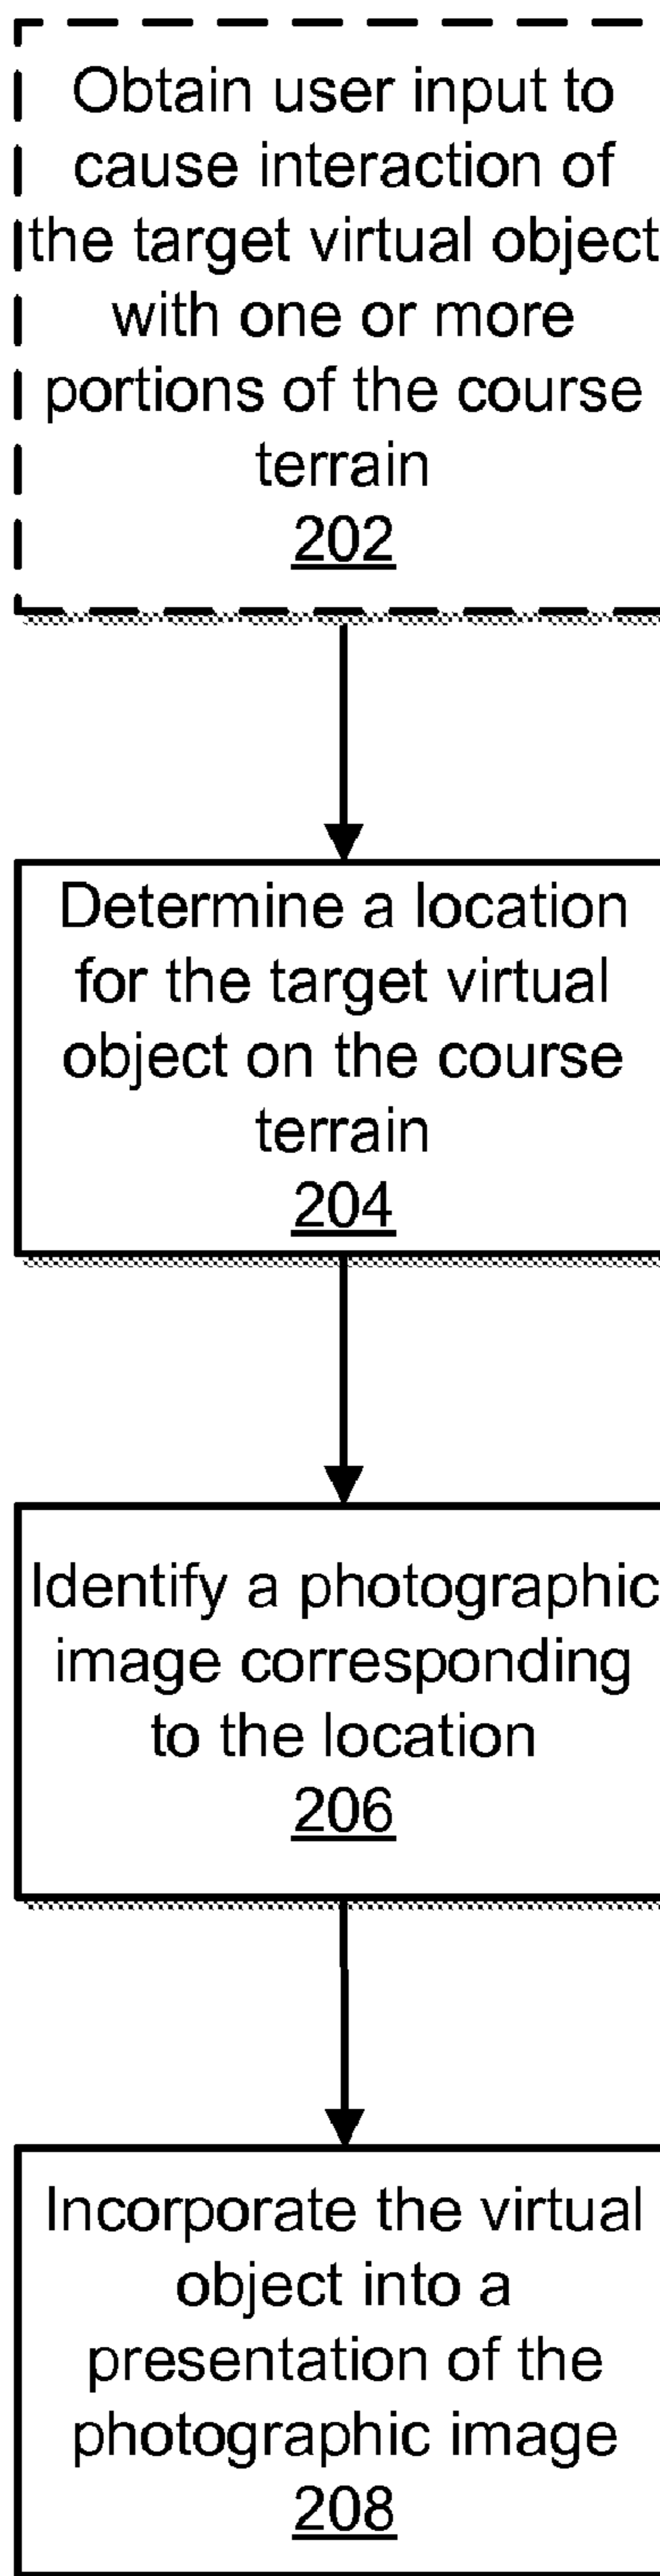 Obtain user input to
cause interaction of
the target virtual object
with one or more
portions of the course
terrain
202
Determine a location
for the target virtual
object on the course
terrain
204
Identify a photographic
image corresponding
to the location
206
Incorporate the virtual
object into a
presentation of the
photographic image
208